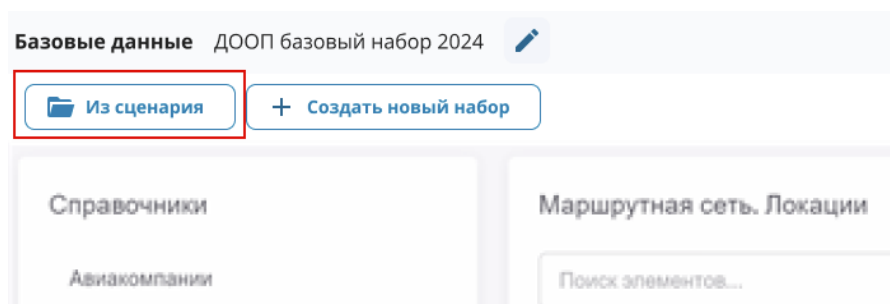 Базовые данные ДООП базовый набор 2024
Из сценария + Создать новый набор
Справочники
Маршрутная сеть. Локации
Авиакомпании
Поиск элементов...